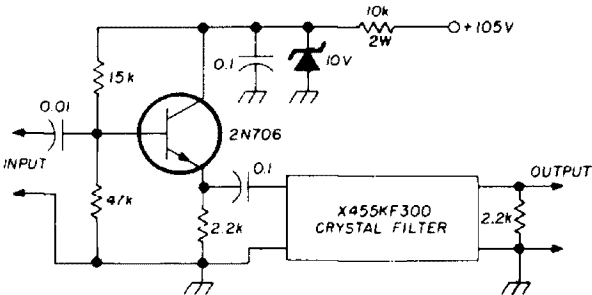 10k
2W
+105V
0.1
10V
15k
0.01
2N706
INPUT
0.1
OUTPUT
47k
2.2k
X455KF300
CRYSTAL FILTER
2.2k